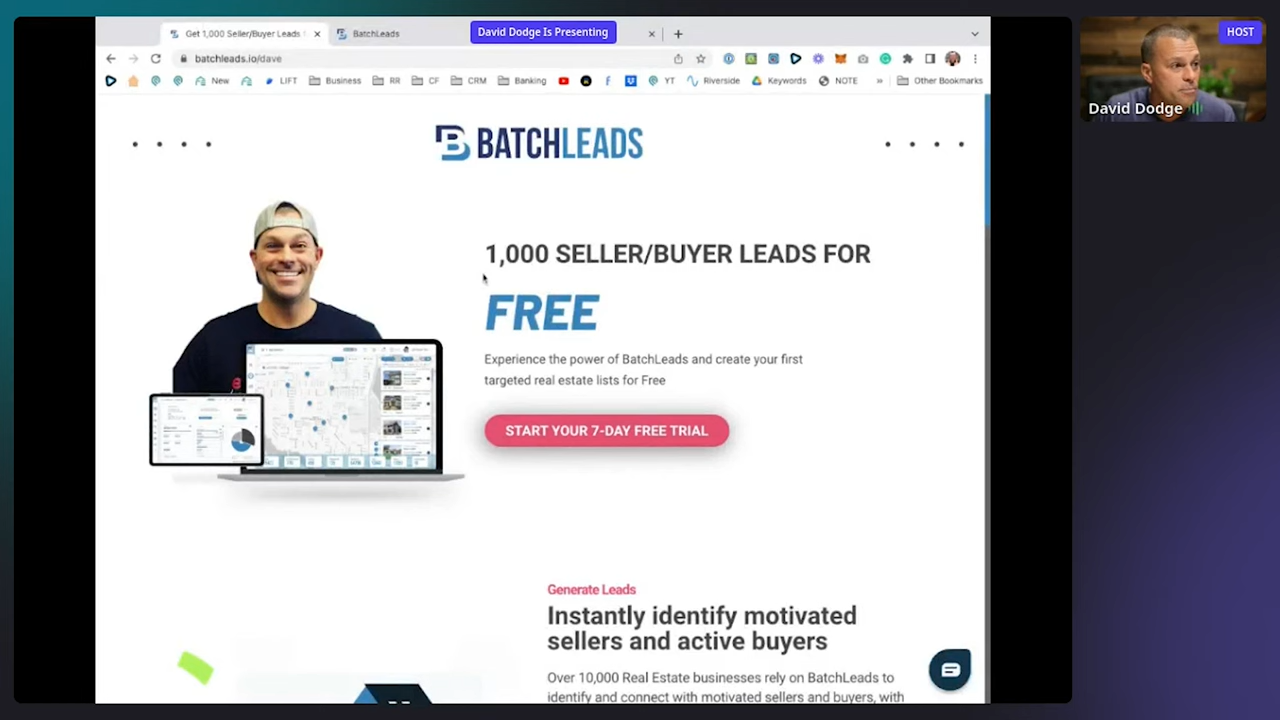 Get 1,000 Seller/Buyer Leads
BatchLeads
David Dodge Is Presenting
batchleads.io/dave
New
LIFT
Business
RR
CF
CRM
Banking
YT
Riverside
Keywords
NOTE
Other Bookmarks
HOST
David Dodge
BATCHLEADS
1,000 SELLER/BUYER LEADS FOR
FREE
Experience the power of BatchLeads and create your first
targeted real estate lists for Free
START YOUR 7-DAY FREE TRIAL
Generate Leads
Instantly identify motivated
sellers and active buyers
Over 10,000 Real Estate businesses rely on BatchLeads to
identify and connect with motivated sellers and buyers, with